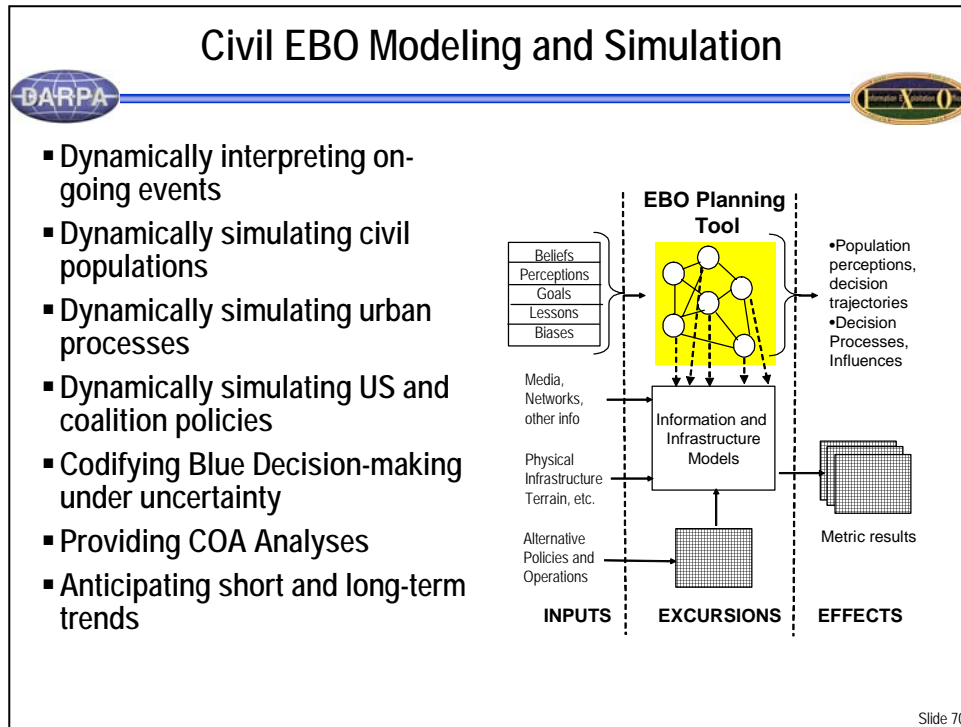 Civil EBO Modeling and Simulation
DARPA
Information Exploitation Office
I X O
▪ Dynamically interpreting on-
going events
▪ Dynamically simulating civil
populations
▪ Dynamically simulating urban
processes
▪ Dynamically simulating US and
coalition policies
▪ Codifying Blue Decision-making
under uncertainty
▪ Providing COA Analyses
▪ Anticipating short and long-term
trends
EBO Planning
Tool
Beliefs
Perceptions
Goals
Lessons
Biases
•Population
perceptions,
decision
trajectories
•Decision
Processes,
Influences
Media,
Networks,
other info
Information and
Infrastructure
Models
Physical
Infrastructure
Terrain, etc.
Metric results
Alternative
Policies and
Operations
INPUTS
EXCURSIONS
EFFECTS
Slide 70